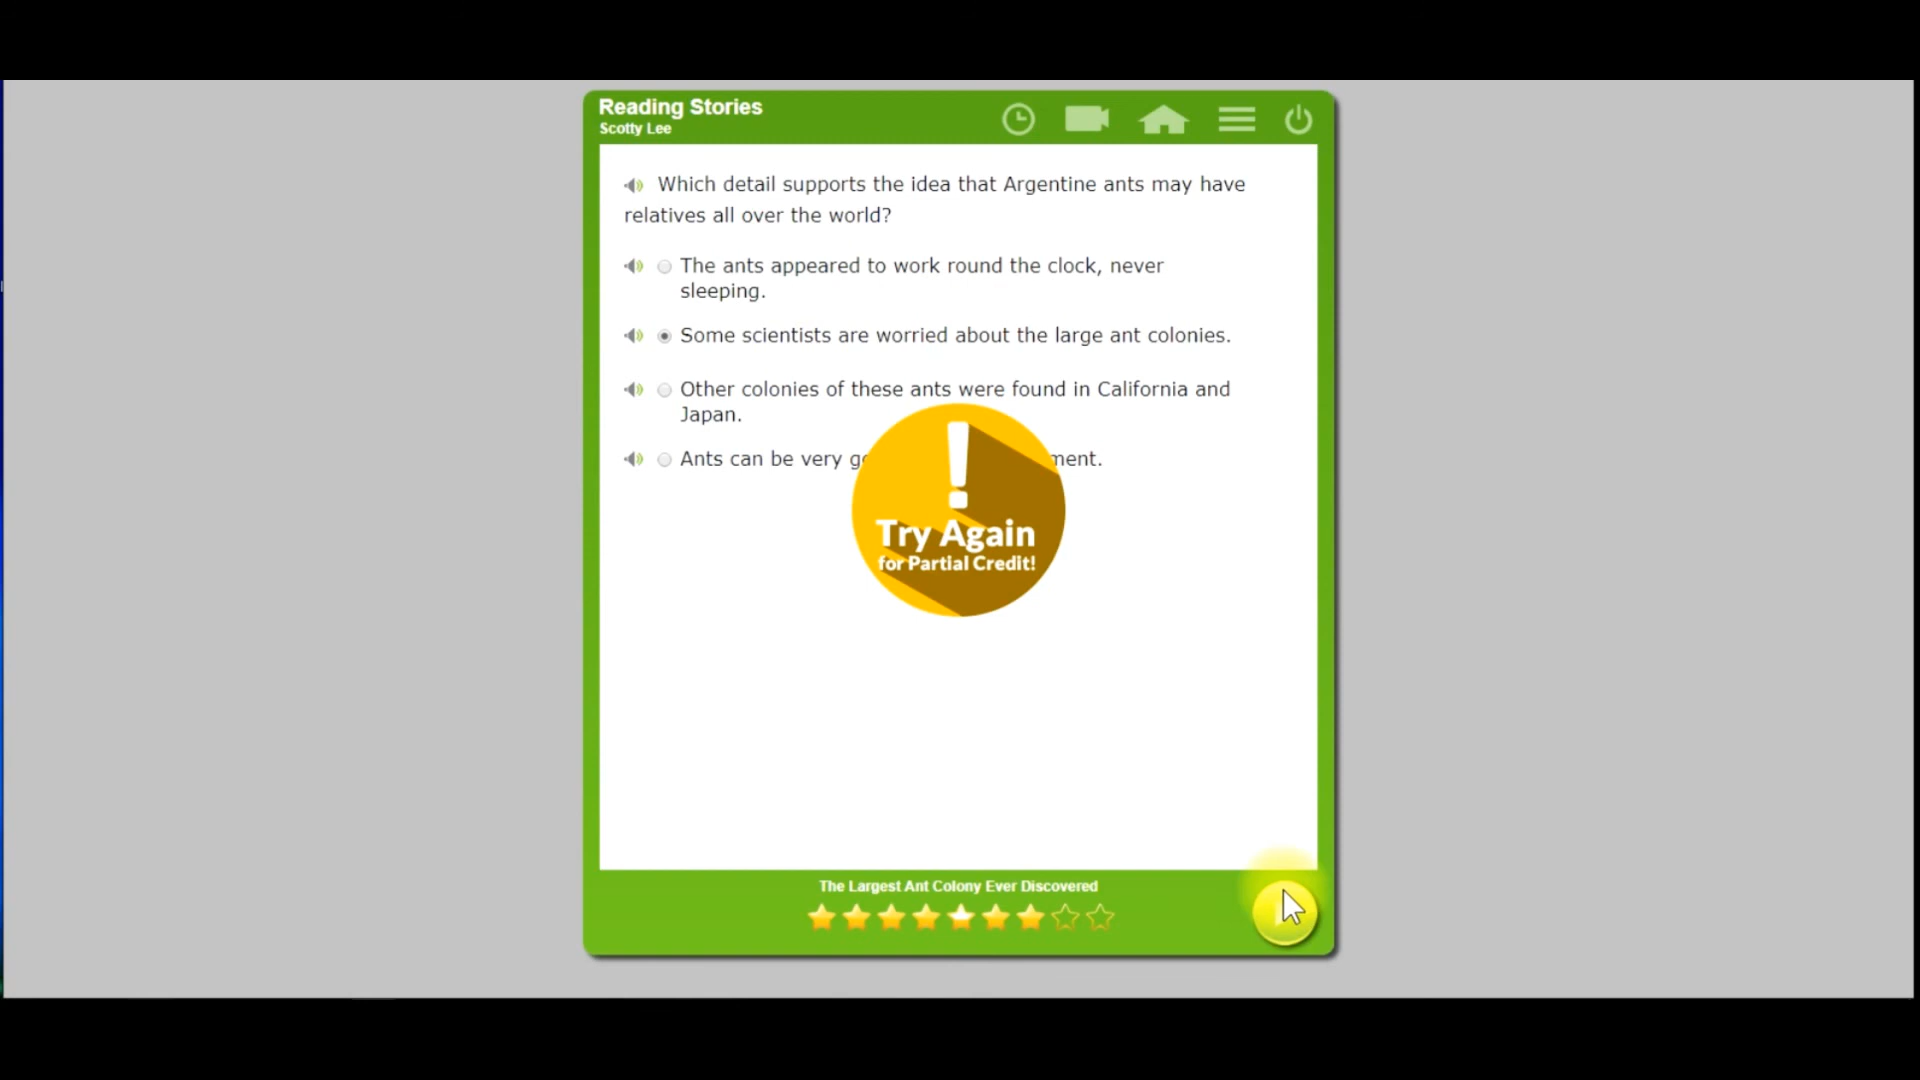 Reading Stories
Scotty Lee
Which detail supports the idea that Argentine ants may have
relatives all over the world?
The ants appeared to work round the clock, never
sleeping.
Some scientists are worried about the large ant colonies.
Other colonies of these ants were found in California and
Japan.
Ants can be very
Try Again
for Partial Credit!
The Largest Ant Colony Ever Discovered